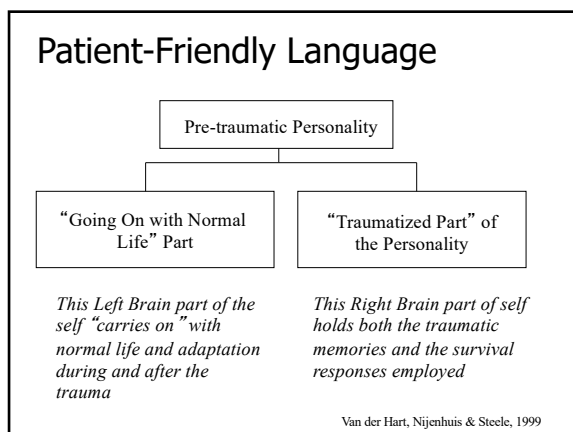 Patient-Friendly Language
Pre-traumatic Personality
“Going On with Normal
Life” Part
“Traumatized Part” of
the Personality
This Left Brain part of the
self “carries on” with
normal life and adaptation
during and after the
trauma
This Right Brain part of self
holds both the traumatic
memories and the survival
responses employed
Van der Hart, Nijenhuis & Steele, 1999